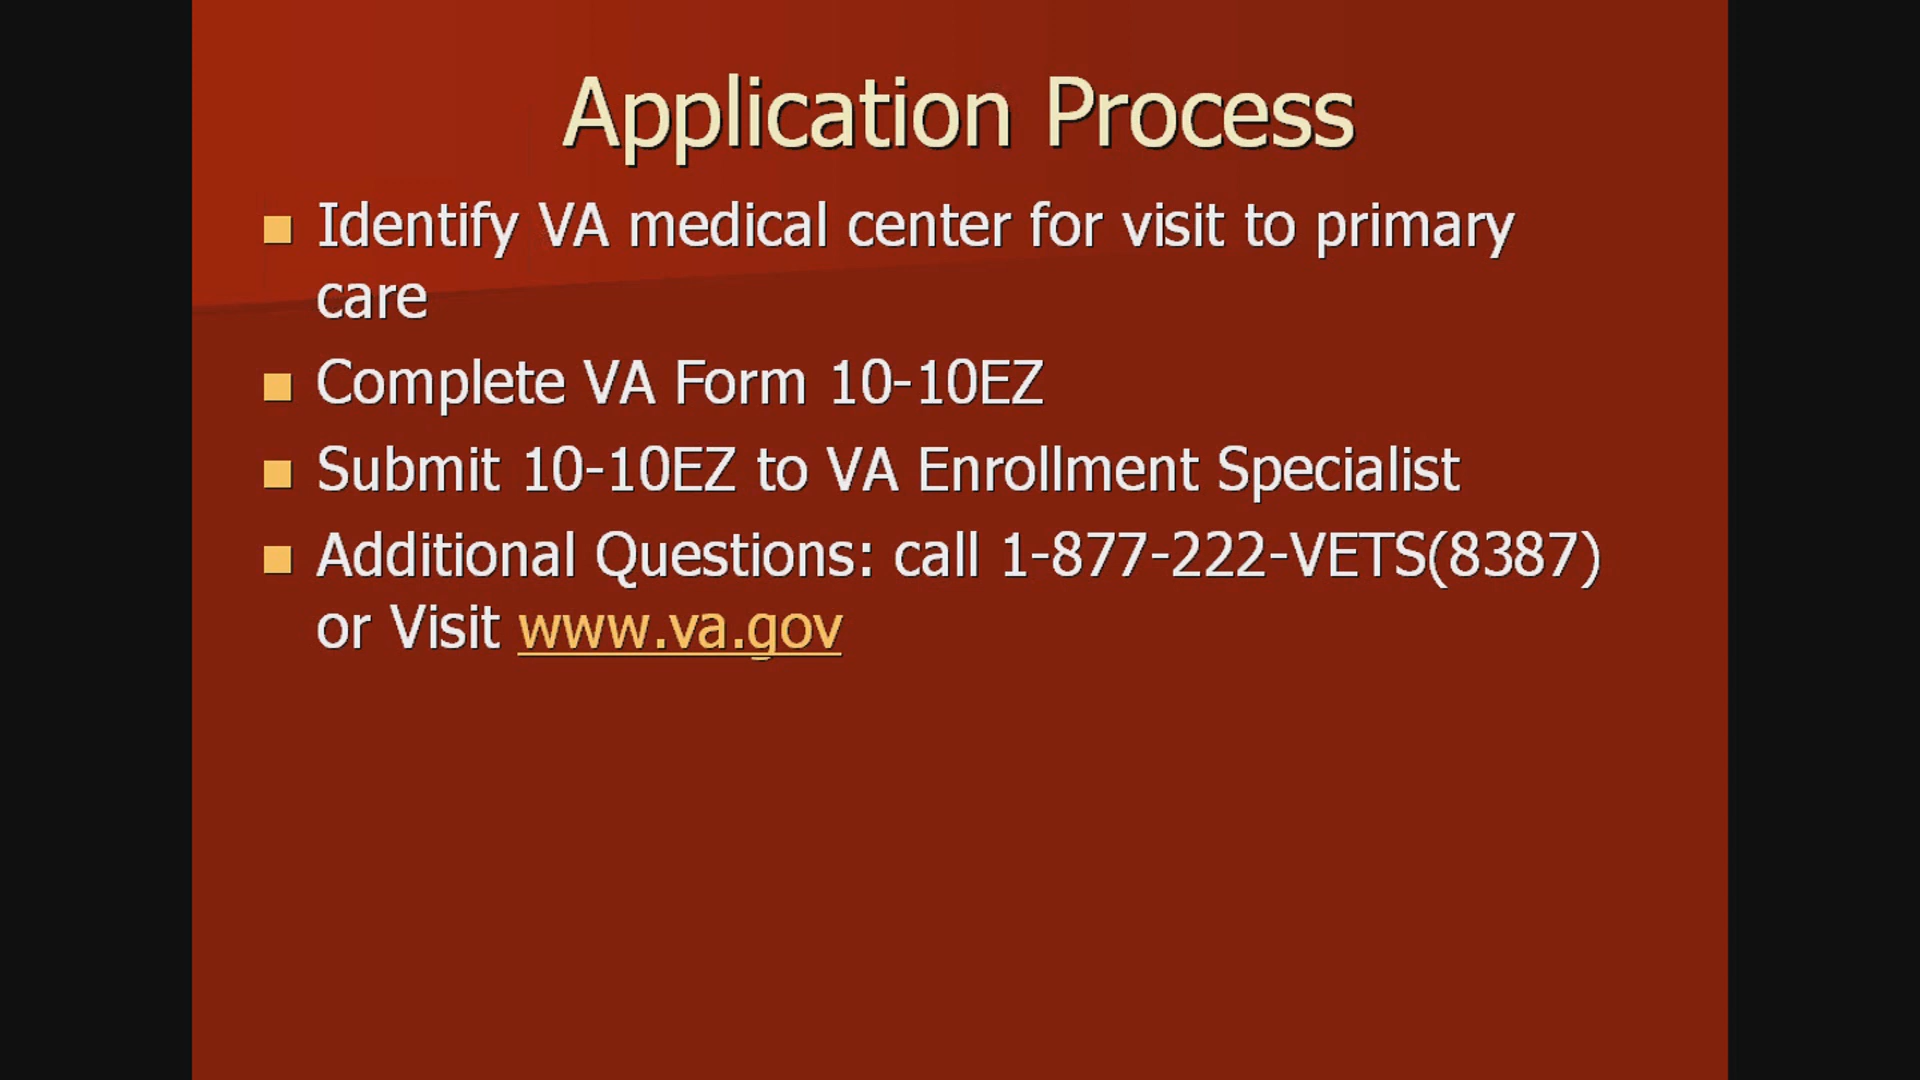 Application Process
Identify VA medical center for visit to primary
care
Complete VA Form 10-10EZ
Submit 10-10EZ to VA Enrollment Specialist
Additional Questions: call 1-877-222-VETS(8387)
or Visit www.va.gov